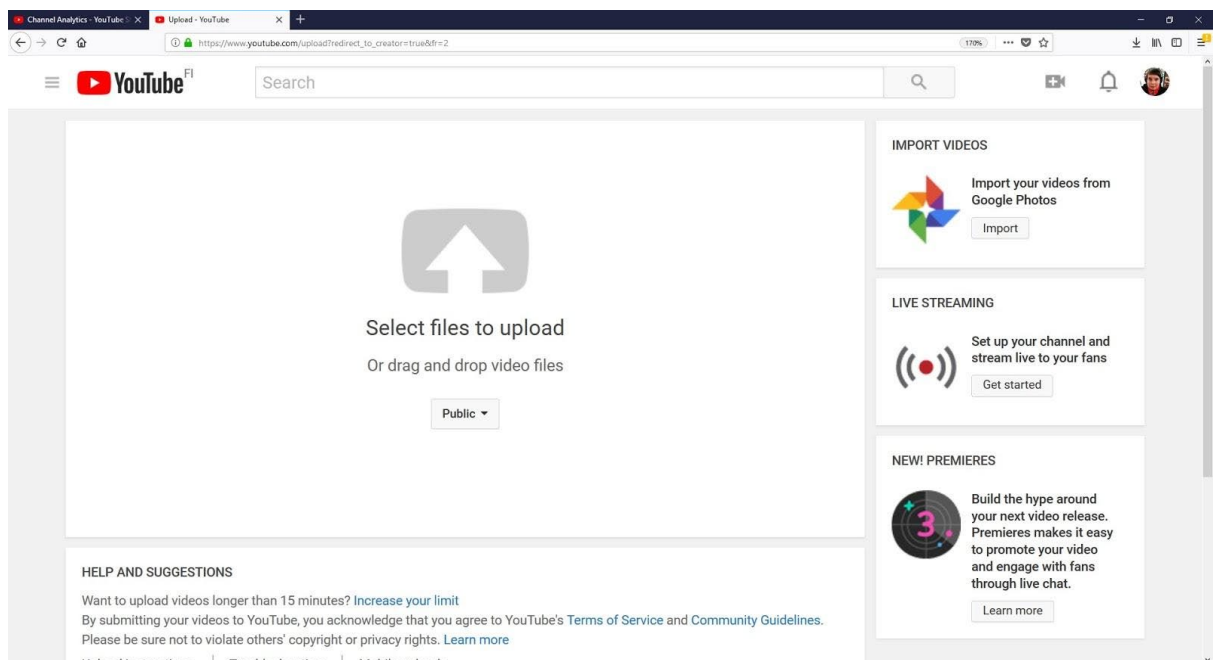 Channel Analytics - YouTube
Upload - YouTube
https://www.youtube.com/upload?redirect_to_creator=true&fr=2
170%
YouTube FI
Search
Select files to upload
Or drag and drop video files
Public
IMPORT VIDEOS
Import your videos from
Google Photos
Import
LIVE STREAMING
Set up your channel and
stream live to your fans
Get started
NEW! PREMIERES
3
Build the hype around
your next video release.
Premieres makes it easy
to promote your video
and engage with fans
through live chat.
Learn more
HELP AND SUGGESTIONS
Want to upload videos longer than 15 minutes? Increase your limit
By submitting your videos to YouTube, you acknowledge that you agree to YouTube's Terms of Service and Community Guidelines.
Please be sure not to violate others' copyright or privacy rights. Learn more